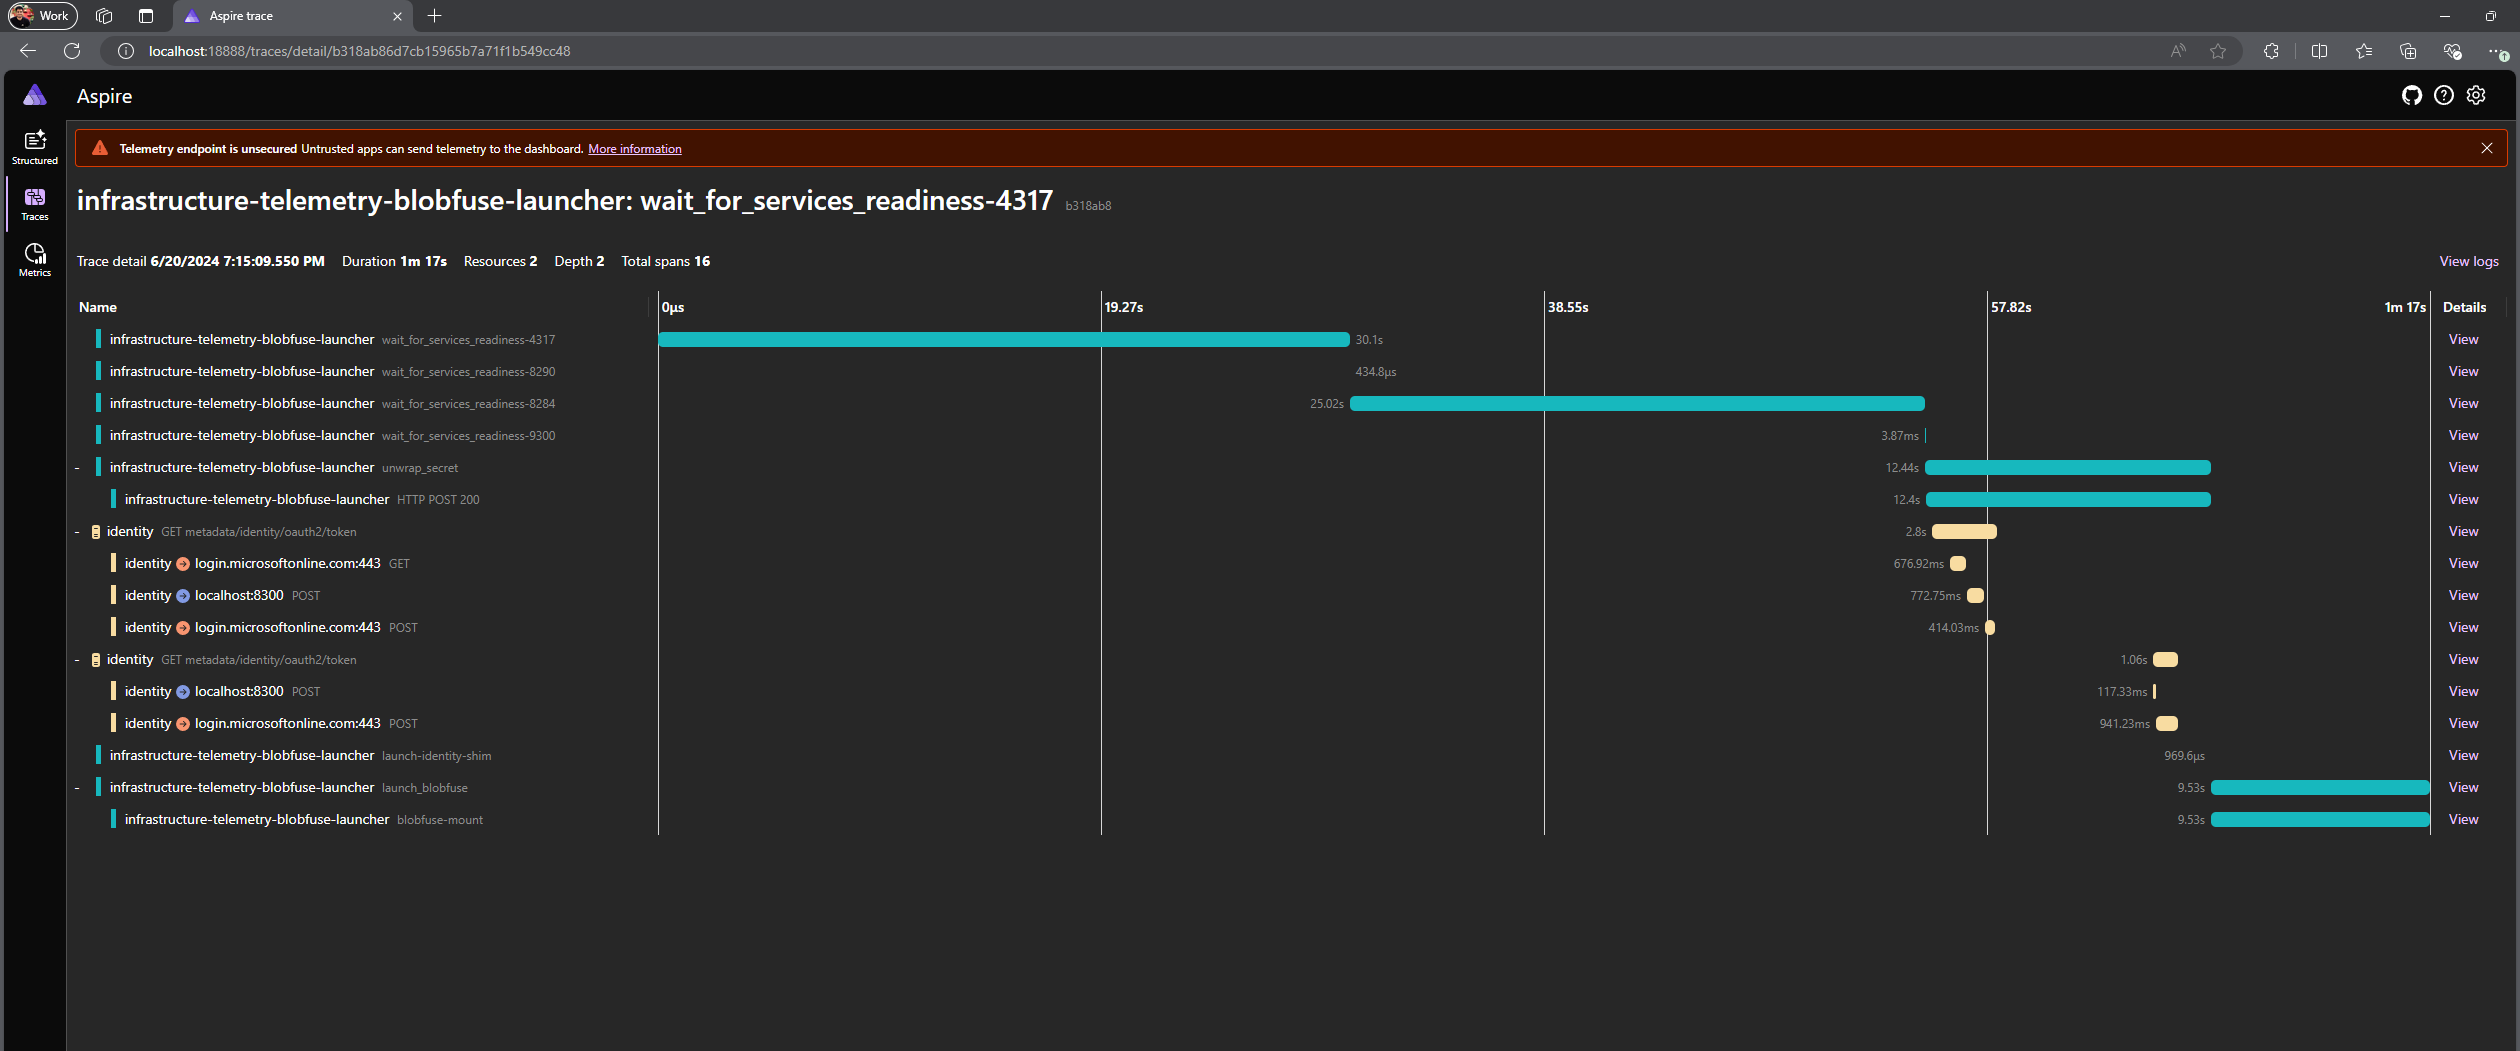 Work
Aspire trace
localhost:18888/traces/detail/b318ab86d7cb15965b7a71f1b549cc48
Aspire
Structured
Traces
Metrics
Telemetry endpoint is unsecured Untrusted apps can send telemetry to the dashboard. More information
infrastructure-telemetry-blobfuse-launcher: wait_for_services_readiness-4317 b318ab8
Trace detail 6/20/2024 7:15:09.550 PM Duration 1m 17s Resources 2 Depth 2 Total spans 16 View logs
Name 0µs 19.27s 38.55s 57.82s 1m 17s Details
infrastructure-telemetry-blobfuse-launcher wait_for_services_readiness-4317 30.1s View
infrastructure-telemetry-blobfuse-launcher wait_for_services_readiness-8290 434.8µs View
infrastructure-telemetry-blobfuse-launcher wait_for_services_readiness-8284 25.02s View
infrastructure-telemetry-blobfuse-launcher wait_for_services_readiness-9300 3.87ms View
- infrastructure-telemetry-blobfuse-launcher unwrap_secret 12.44s View
infrastructure-telemetry-blobfuse-launcher HTTP POST 200 12.4s View
- identity GET metadata/identity/oauth2/token 2.8s View
identity login.microsoftonline.com:443 GET 676.92ms View
identity localhost:8300 POST 772.75ms View
identity login.microsoftonline.com:443 POST 414.03ms View
- identity GET metadata/identity/oauth2/token 1.06s View
identity localhost:8300 POST 117.33ms View
identity login.microsoftonline.com:443 POST 941.23ms View
infrastructure-telemetry-blobfuse-launcher launch-identity-shim 969.6µs View
- infrastructure-telemetry-blobfuse-launcher launch_blobfuse 9.53s View
infrastructure-telemetry-blobfuse-launcher blobfuse-mount 9.53s View